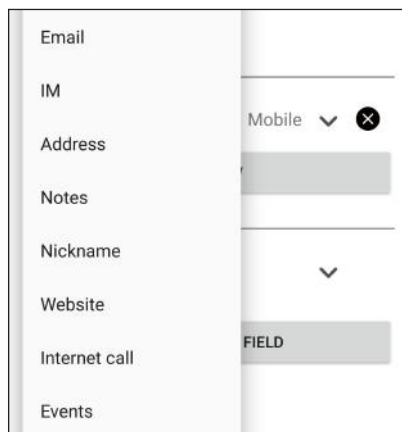 Email
IM
Address
Mobile
Notes
Nickname
Website
Internet call
FIELD
Events